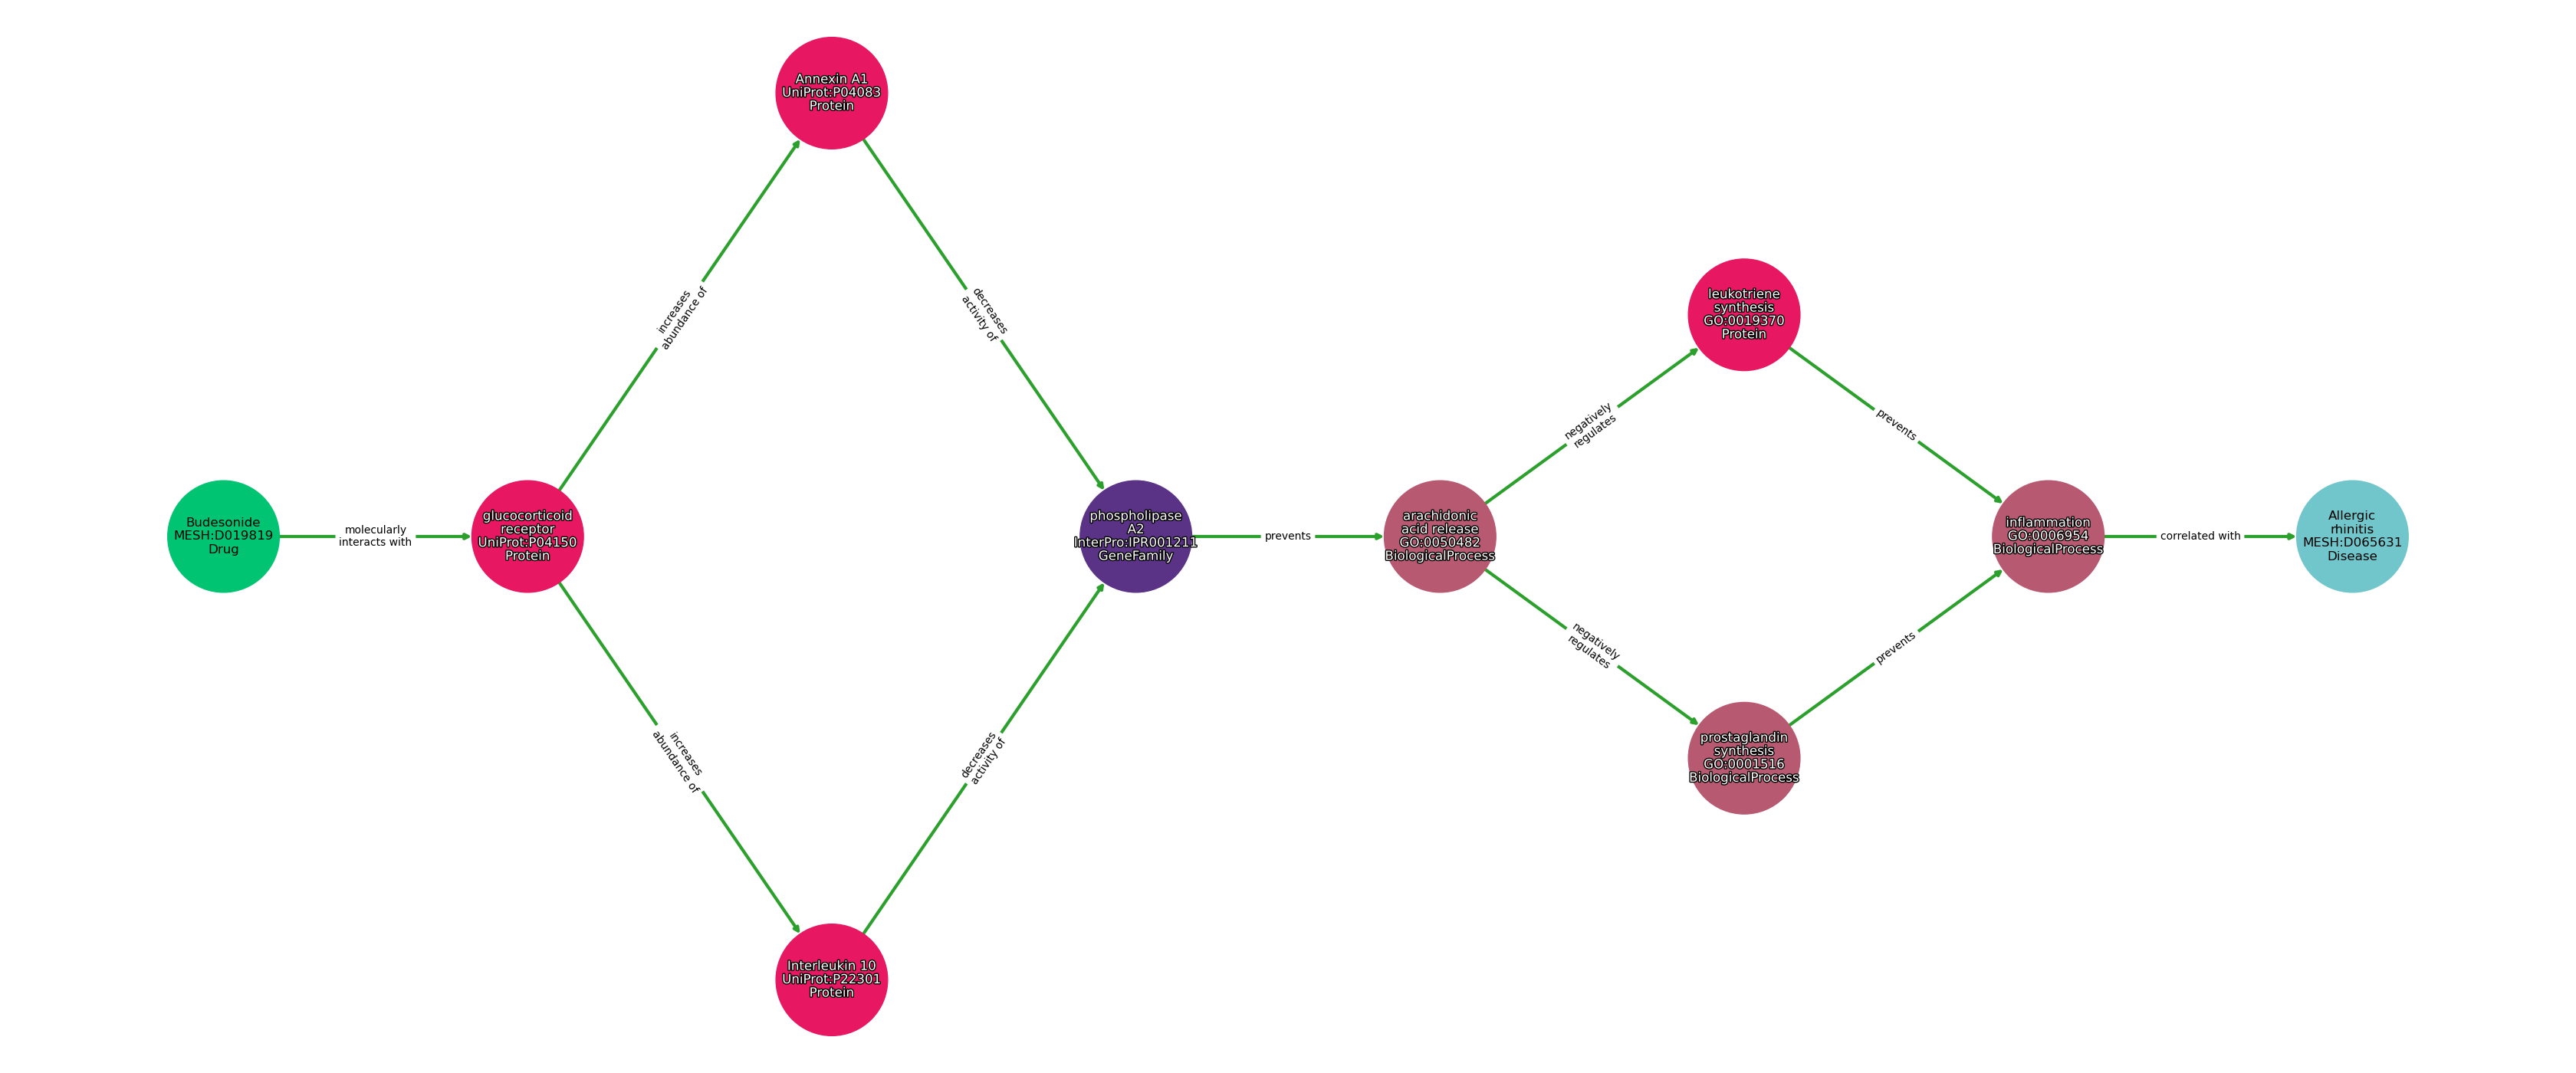 Annexin A1
UniProt:P04083
Protein
increases
abundance of
decreases
activity of
leukotriene
synthesis
GO:0019370
Protein
negatively
regulates
prevents
Budesonide
MESH:D019819
Drug
molecularly
interacts with
glucocorticoid
receptor
UniProt:P04150
Protein
phospholipase
A2
InterPro:IPR001211
GeneFamily
prevents
arachidonic
acid release
GO:0050482
BiologicalProcess
inflammation
GO:0006954
BiologicalProcess
correlated with
Allergic
rhinitis
MESH:D065631
Disease
negatively
regulates
prevents
prostaglandin
synthesis
GO:0001516
BiologicalProcess
increases
abundance of
decreases
activity of
Interleukin 10
UniProt:P22301
Protein